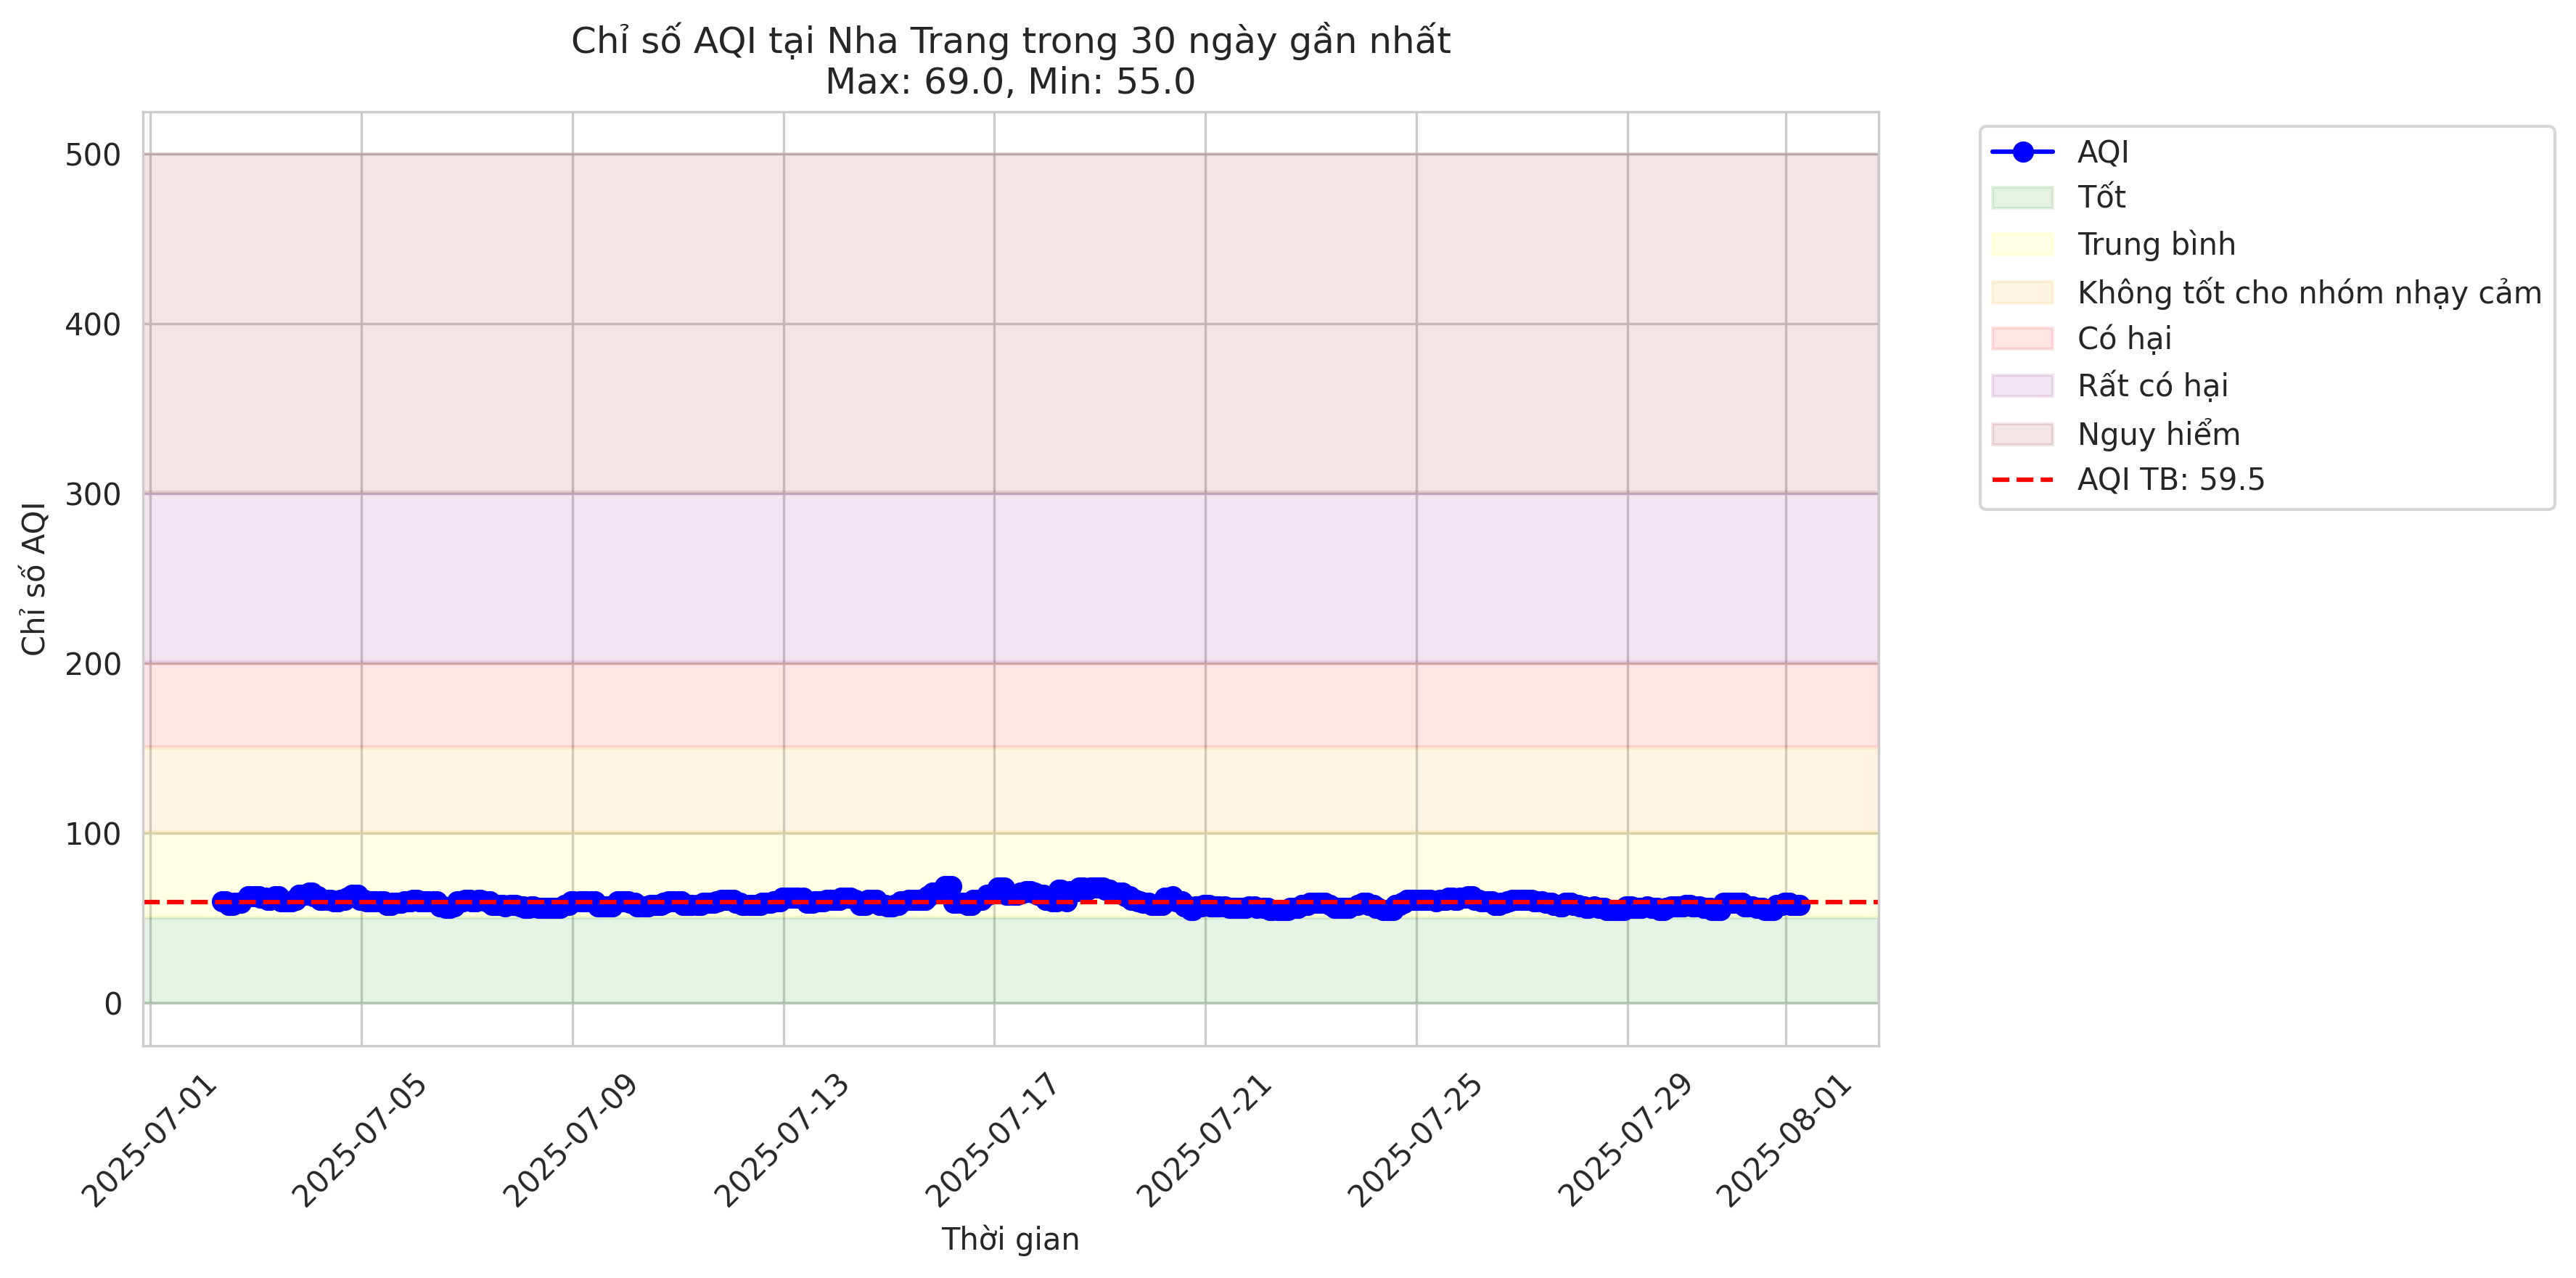 Chỉ số AQI tại Nha Trang trong 30 ngày gần nhất
Max: 69.0, Min: 55.0
Chỉ số AQI
500
400
300
200
100
0
2025-07-01
2025-07-05
2025-07-09
2025-07-13
2025-07-17
2025-07-21
2025-07-25
2025-07-29
2025-08-01
Thời gian
AQI
Tốt
Trung bình
Không tốt cho nhóm nhạy cảm
Có hại
Rất có hại
Nguy hiểm
AQI TB: 59.5